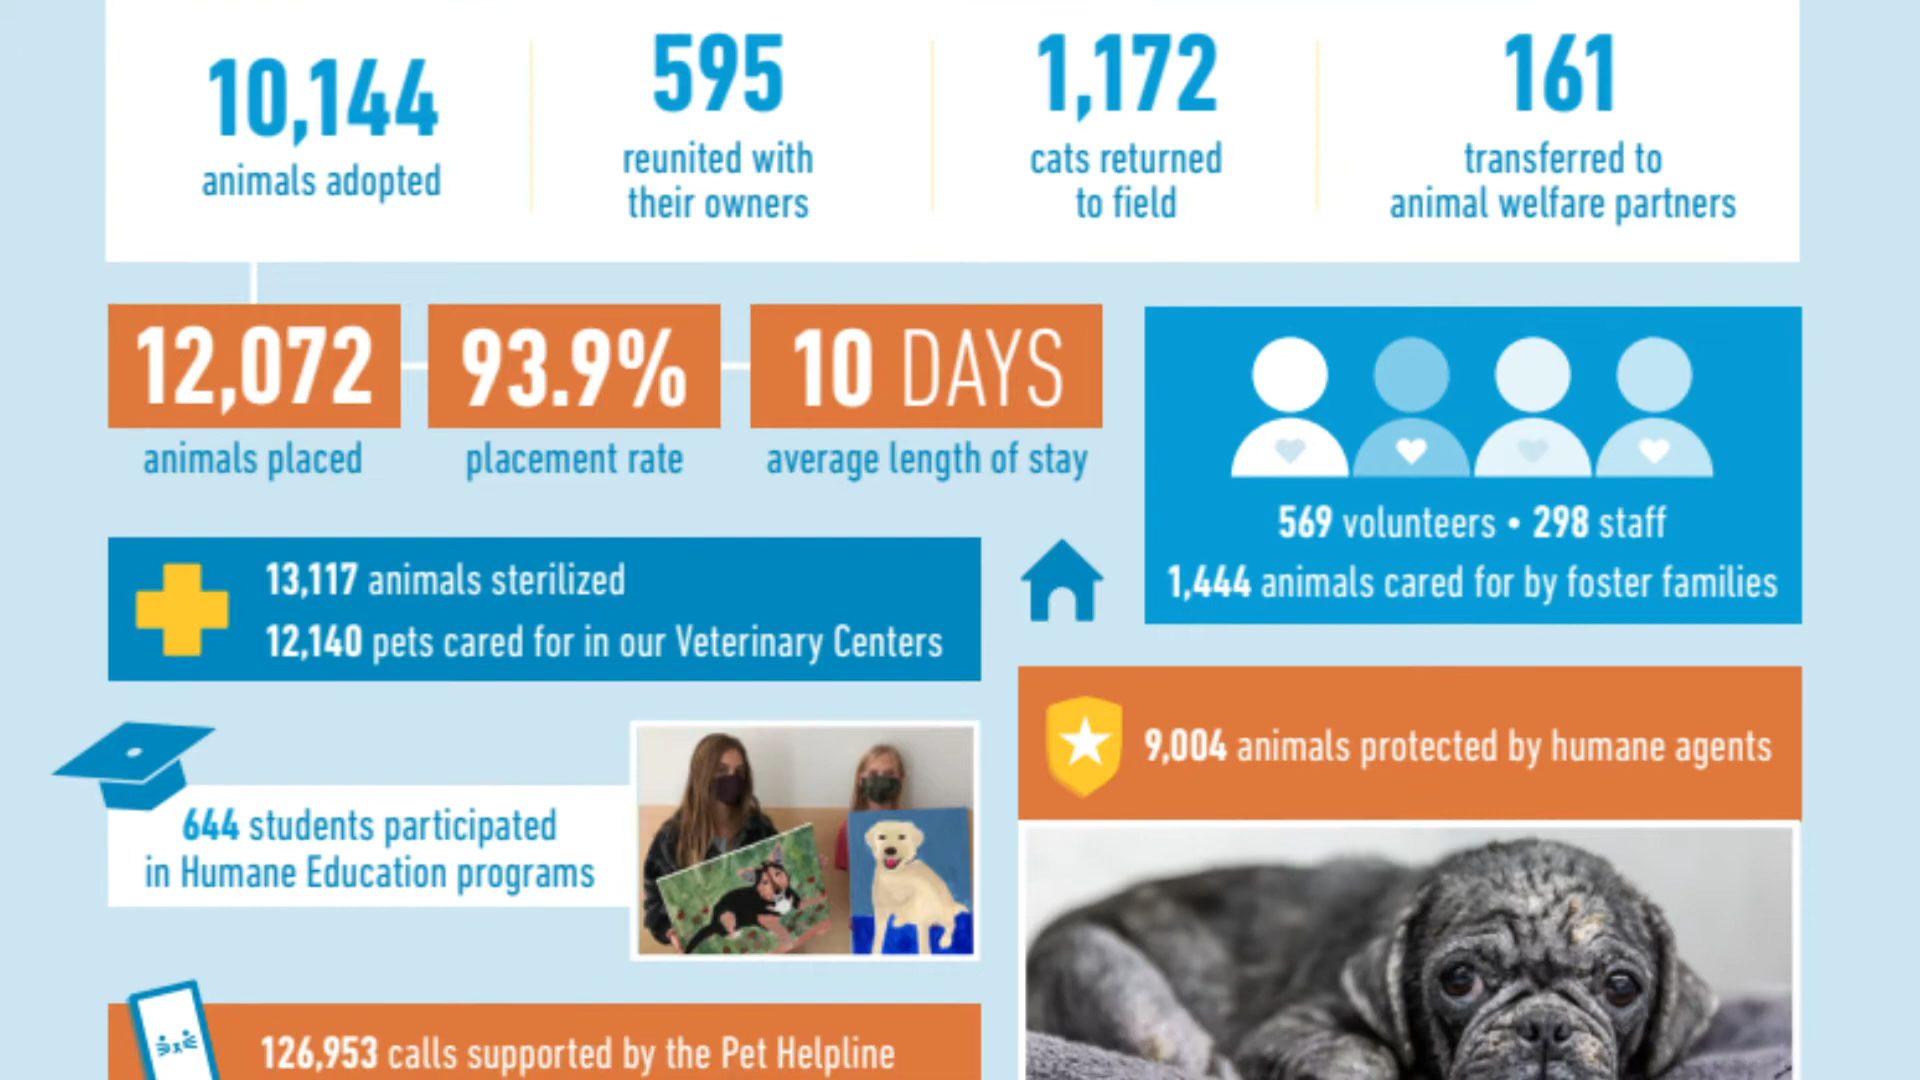 10,144
animals adopted
595
reunited with
their owners
1,172
cats returned
to field
161
transferred to
animal welfare partners
12,072
animals placed
93.9%
placement rate
10 DAYS
average length of stay
569 volunteers • 298 staff
1,444 animals cared for by foster families
13,117 animals sterilized
12,140 pets cared for in our Veterinary Centers
9,004 animals protected by humane agents
644 students participated
in Humane Education programs
126,953 calls supported by the Pet Helpline